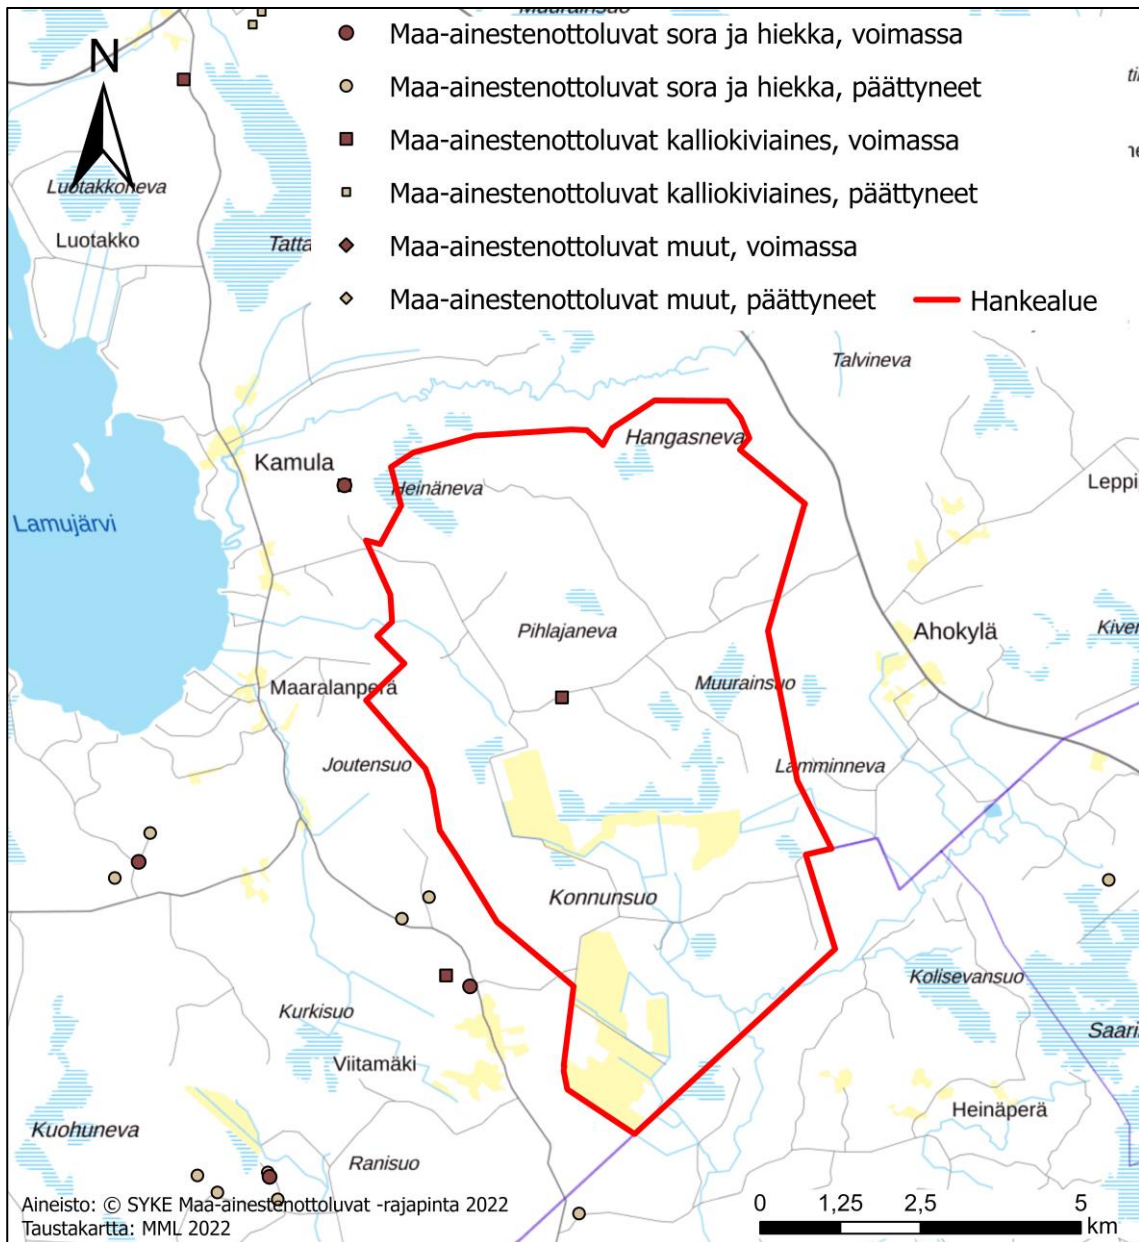 Muurainsuo
Maa-ainestenottoluvat sora ja hiekka, voimassa
N
Maa-ainestenottoluvat sora ja hiekka, päättyneet
Maa-ainestenottoluvat kalliokiviaines, voimassa
Luotakkoneva
Maa-ainestenottoluvat kalliokiviaines, päättyneet
Luotakko
Tatta
Maa-ainestenottoluvat muut, voimassa
Maa-ainestenottoluvat muut, päättyneet
Hankealue
Talvineva
Hangasneva
Kamula
Heinäneva
Leppi
Lamujärvi
Pihlajaneva
Ahokylä
Kiver
Maaralanperä
Muurainsuo
Joutensuo
Lamminneva
Konnunsuo
Kolisevansuo
Kurkisuo
Saaris
Viitamäki
Heinäperä
Kuohuneva
Ranisuo
Aineisto: © SYKE Maa-ainestenottoluvat -rajapinta 2022
Taustakartta: MML 2022
0 1,25 2,5 5
km